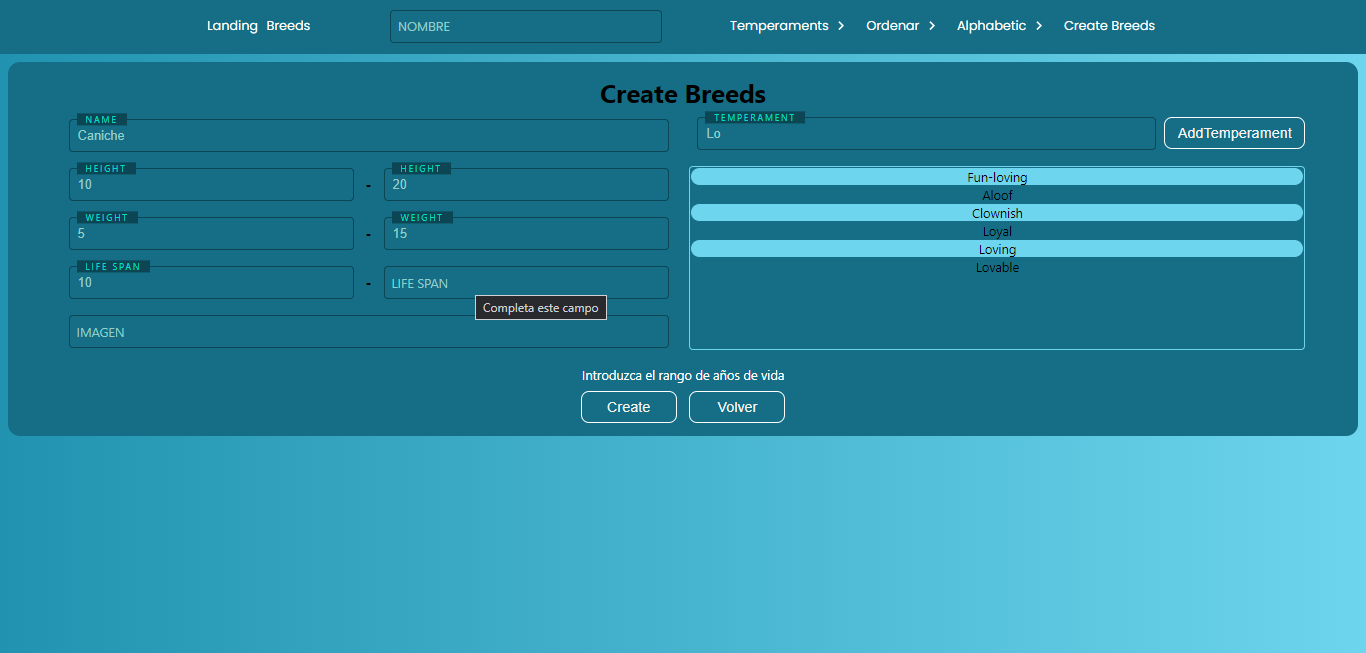 Landing Breeds NOMBRE Temperaments Ordenar Alphabetic Create Breeds
Create Breeds
NAME
Caniche
HEIGHT HEIGHT
10 - 20
WEIGHT WEIGHT
5 - 15
LIFE SPAN
10 - LIFE SPAN
Completa este campo
IMAGEN
TEMPERAMENT
Lo AddTemperament
Fun-loving
Aloof
Clownish
Loyal
Loving
Lovable
Introduzca el rango de años de vida
Create Volver